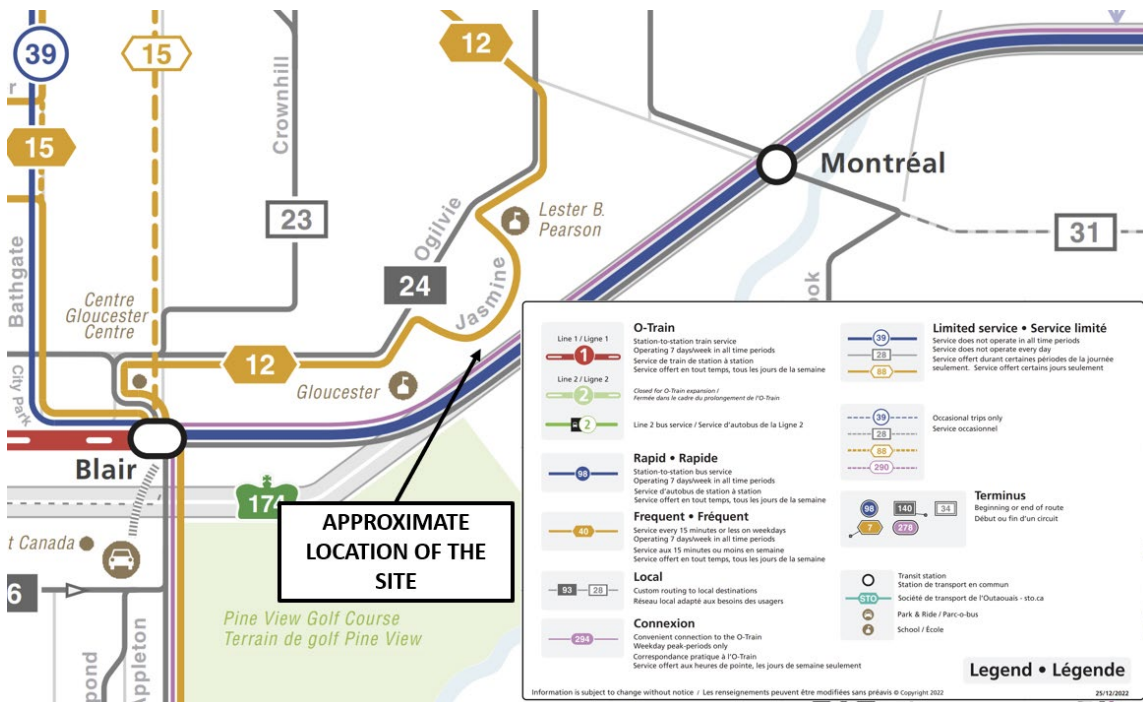 39
15
12
r
15
Crownhill
Montréal
23
Ogilvie
Lester B.
Pearson
31
Bathgate
24
Jasmine
ook
Centre
Gloucester
Centre
12
Gloucester
City Park
Blair
174
APPROXIMATE
LOCATION OF THE
SITE
t Canada
6
Pine View Golf Course
Terrain de golf Pine View
pond
Appleton
O-Train
Line 1 / Ligne 1
1
Station-to-station train service
Operating 7 days/week in all time periods
Service de train de station à station
Service offert en tout temps, tous les jours de la semaine
Line 2 / Ligne 2
2
Closed for O-Train expansion /
Fermée dans le cadre du prolongement de l'O-Train
2
Line 2 bus service / Service d'autobus de la Ligne 2
Rapid • Rapide
98
Station-to-station bus service
Operating 7 days/week in all time periods
Service d'autobus de station à station
Service offert en tout temps, tous les jours de la semaine
Frequent • Fréquent
40
Service every 15 minutes or less on weekdays
Operating 7 days/week in all time periods
Service aux 15 minutes ou moins en semaine
Service offert en tout temps, tous les jours de la semaine
Local
93
28
Custom routing to local destinations
Réseau local adapté aux besoins des usagers
Connexion
294
Convenient connection to the O-Train
Weekday peak-periods only
Correspondance pratique à l'O-Train
Service offert aux heures de pointe, les jours de semaine seulement
Limited service • Service limité
39
28
88
Service does not operate in all time periods
Service does not operate every day
Service offert durant certaines périodes de la journée
seulement. Service offert certains jours seulement
39
28
88
290
Occasional trips only
Service occasionnel
Terminus
98
140
34
7
278
Beginning or end of route
Début ou fin d'un circuit
Transit station
Station de transport en commun
STO
Société de transport de l'Outaouais - sto.ca
Park & Ride / Parc-o-bus
School / École
Legend • Légende
Information is subject to change without notice / Les renseignements peuvent être modifiées sans préavis © Copyright 2022
25/12/2022